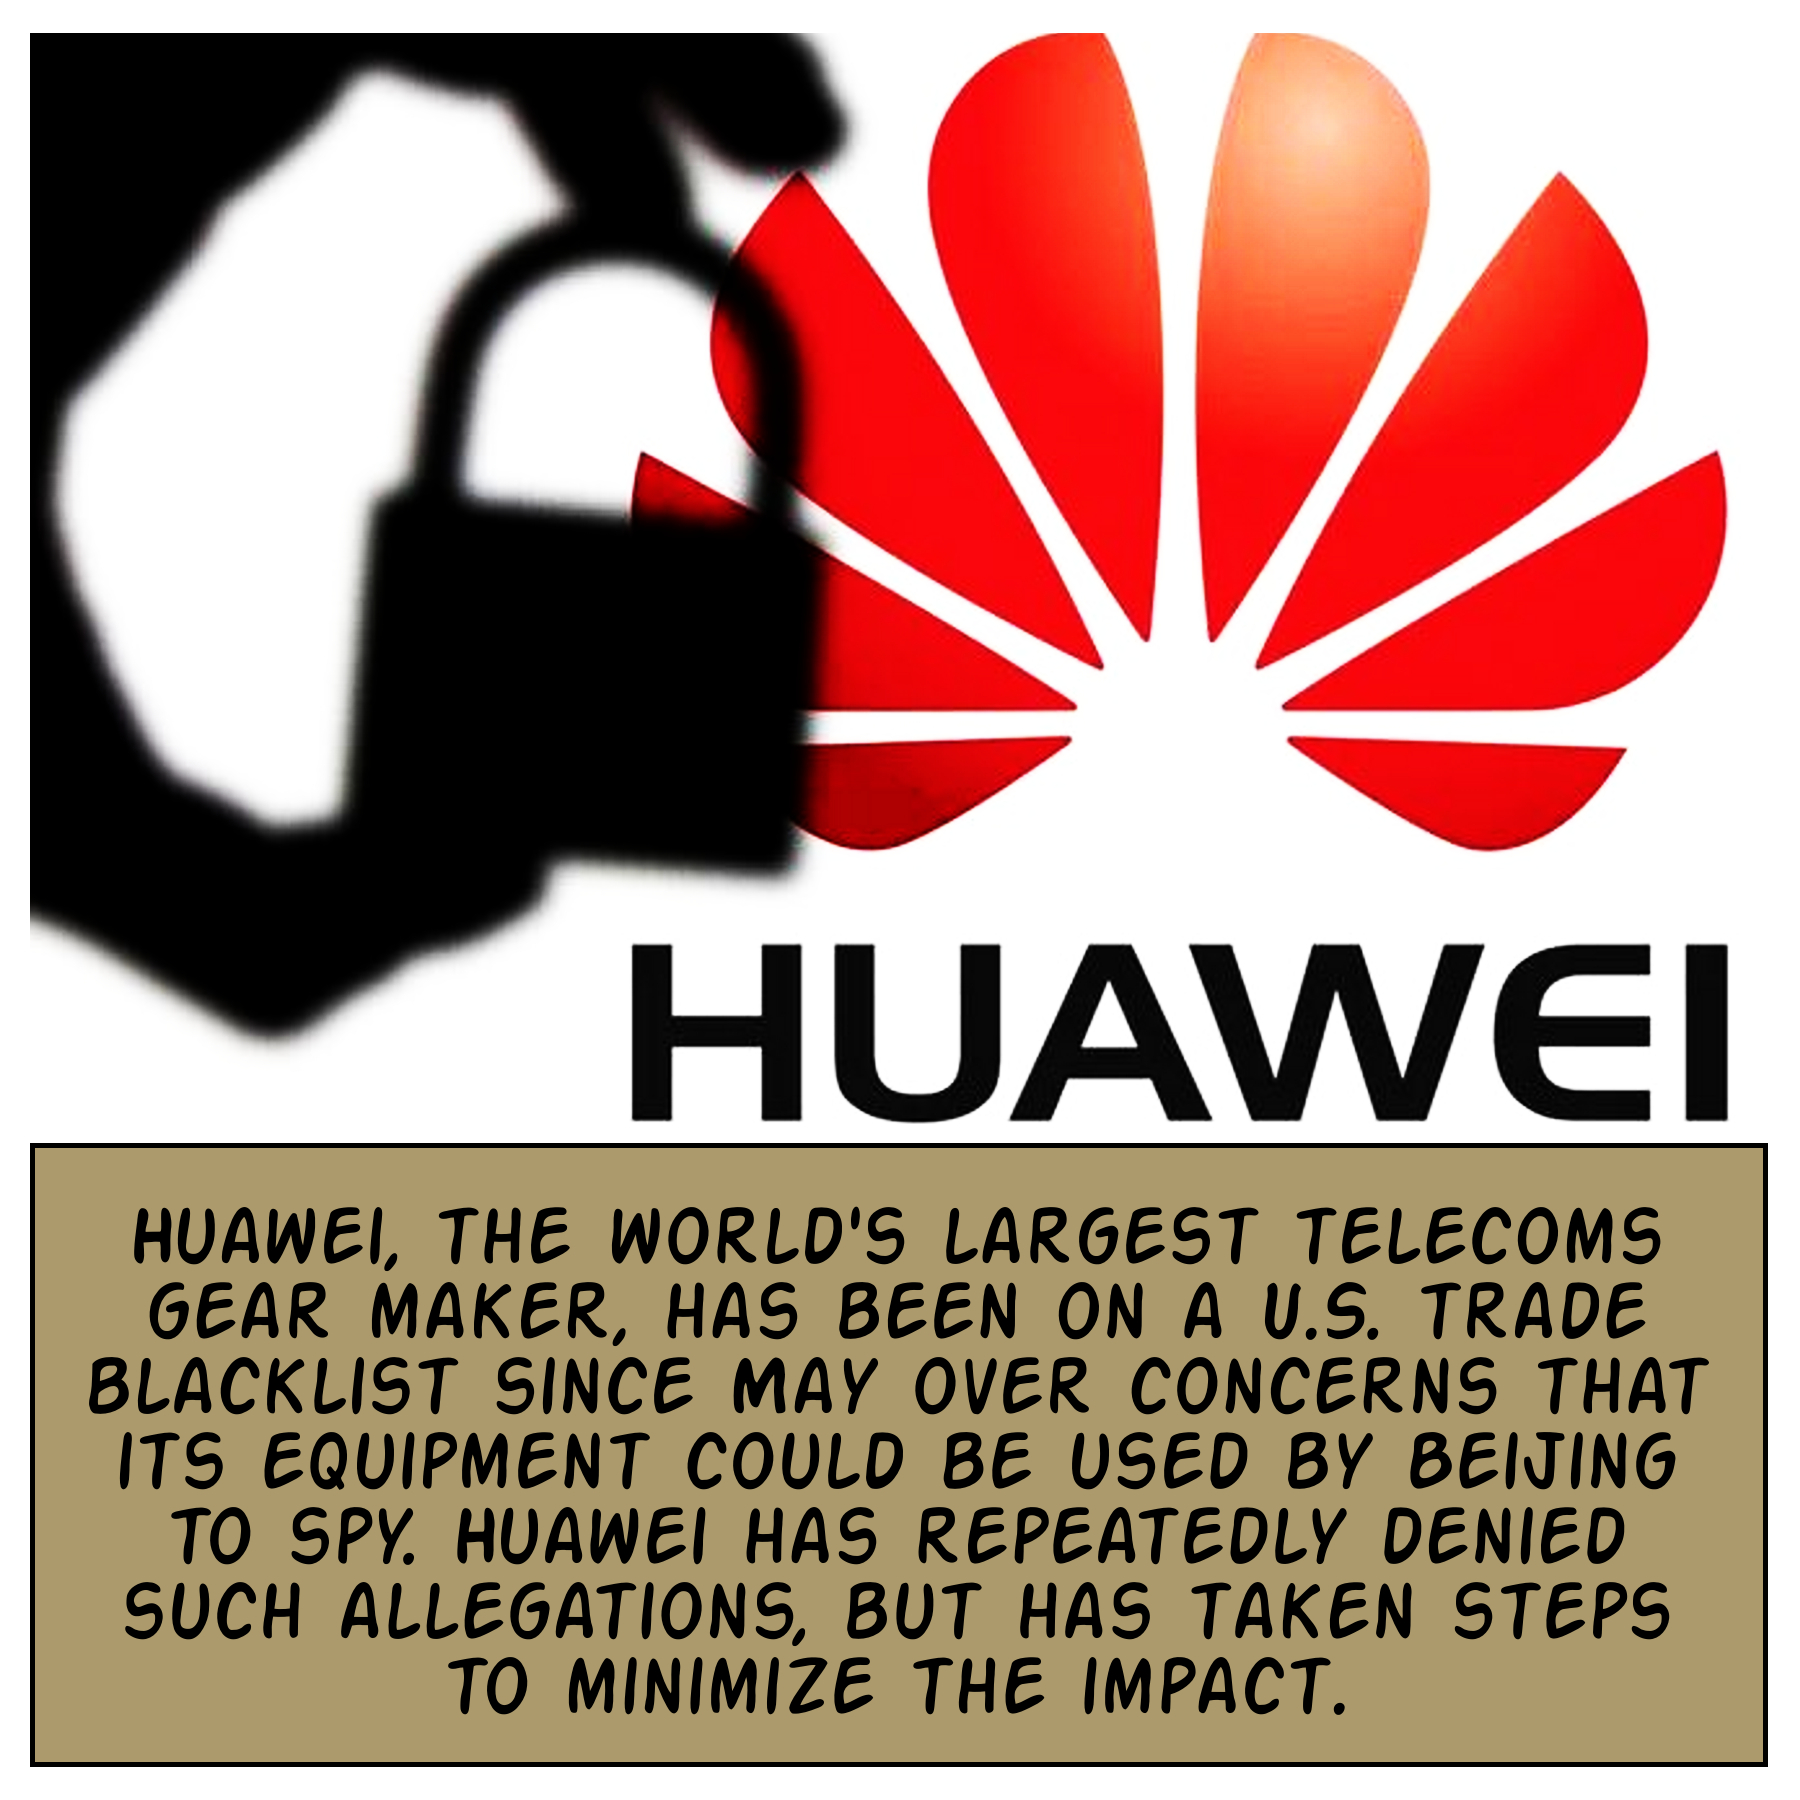 HUAWEI
HUAWEI, THE WORLD'S LARGEST TELECOMS
GEAR MAKER, HAS BEEN ON A U.S. TRADE
BLACKLIST SINCE MAY OVER CONCERNS THAT
ITS EQUIPMENT COULD BE USED BY BEIJING
TO SPY. HUAWEI HAS REPEATEDLY DENIED
SUCH ALLEGATIONS, BUT HAS TAKEN STEPS
TO MINIMIZE THE IMPACT.